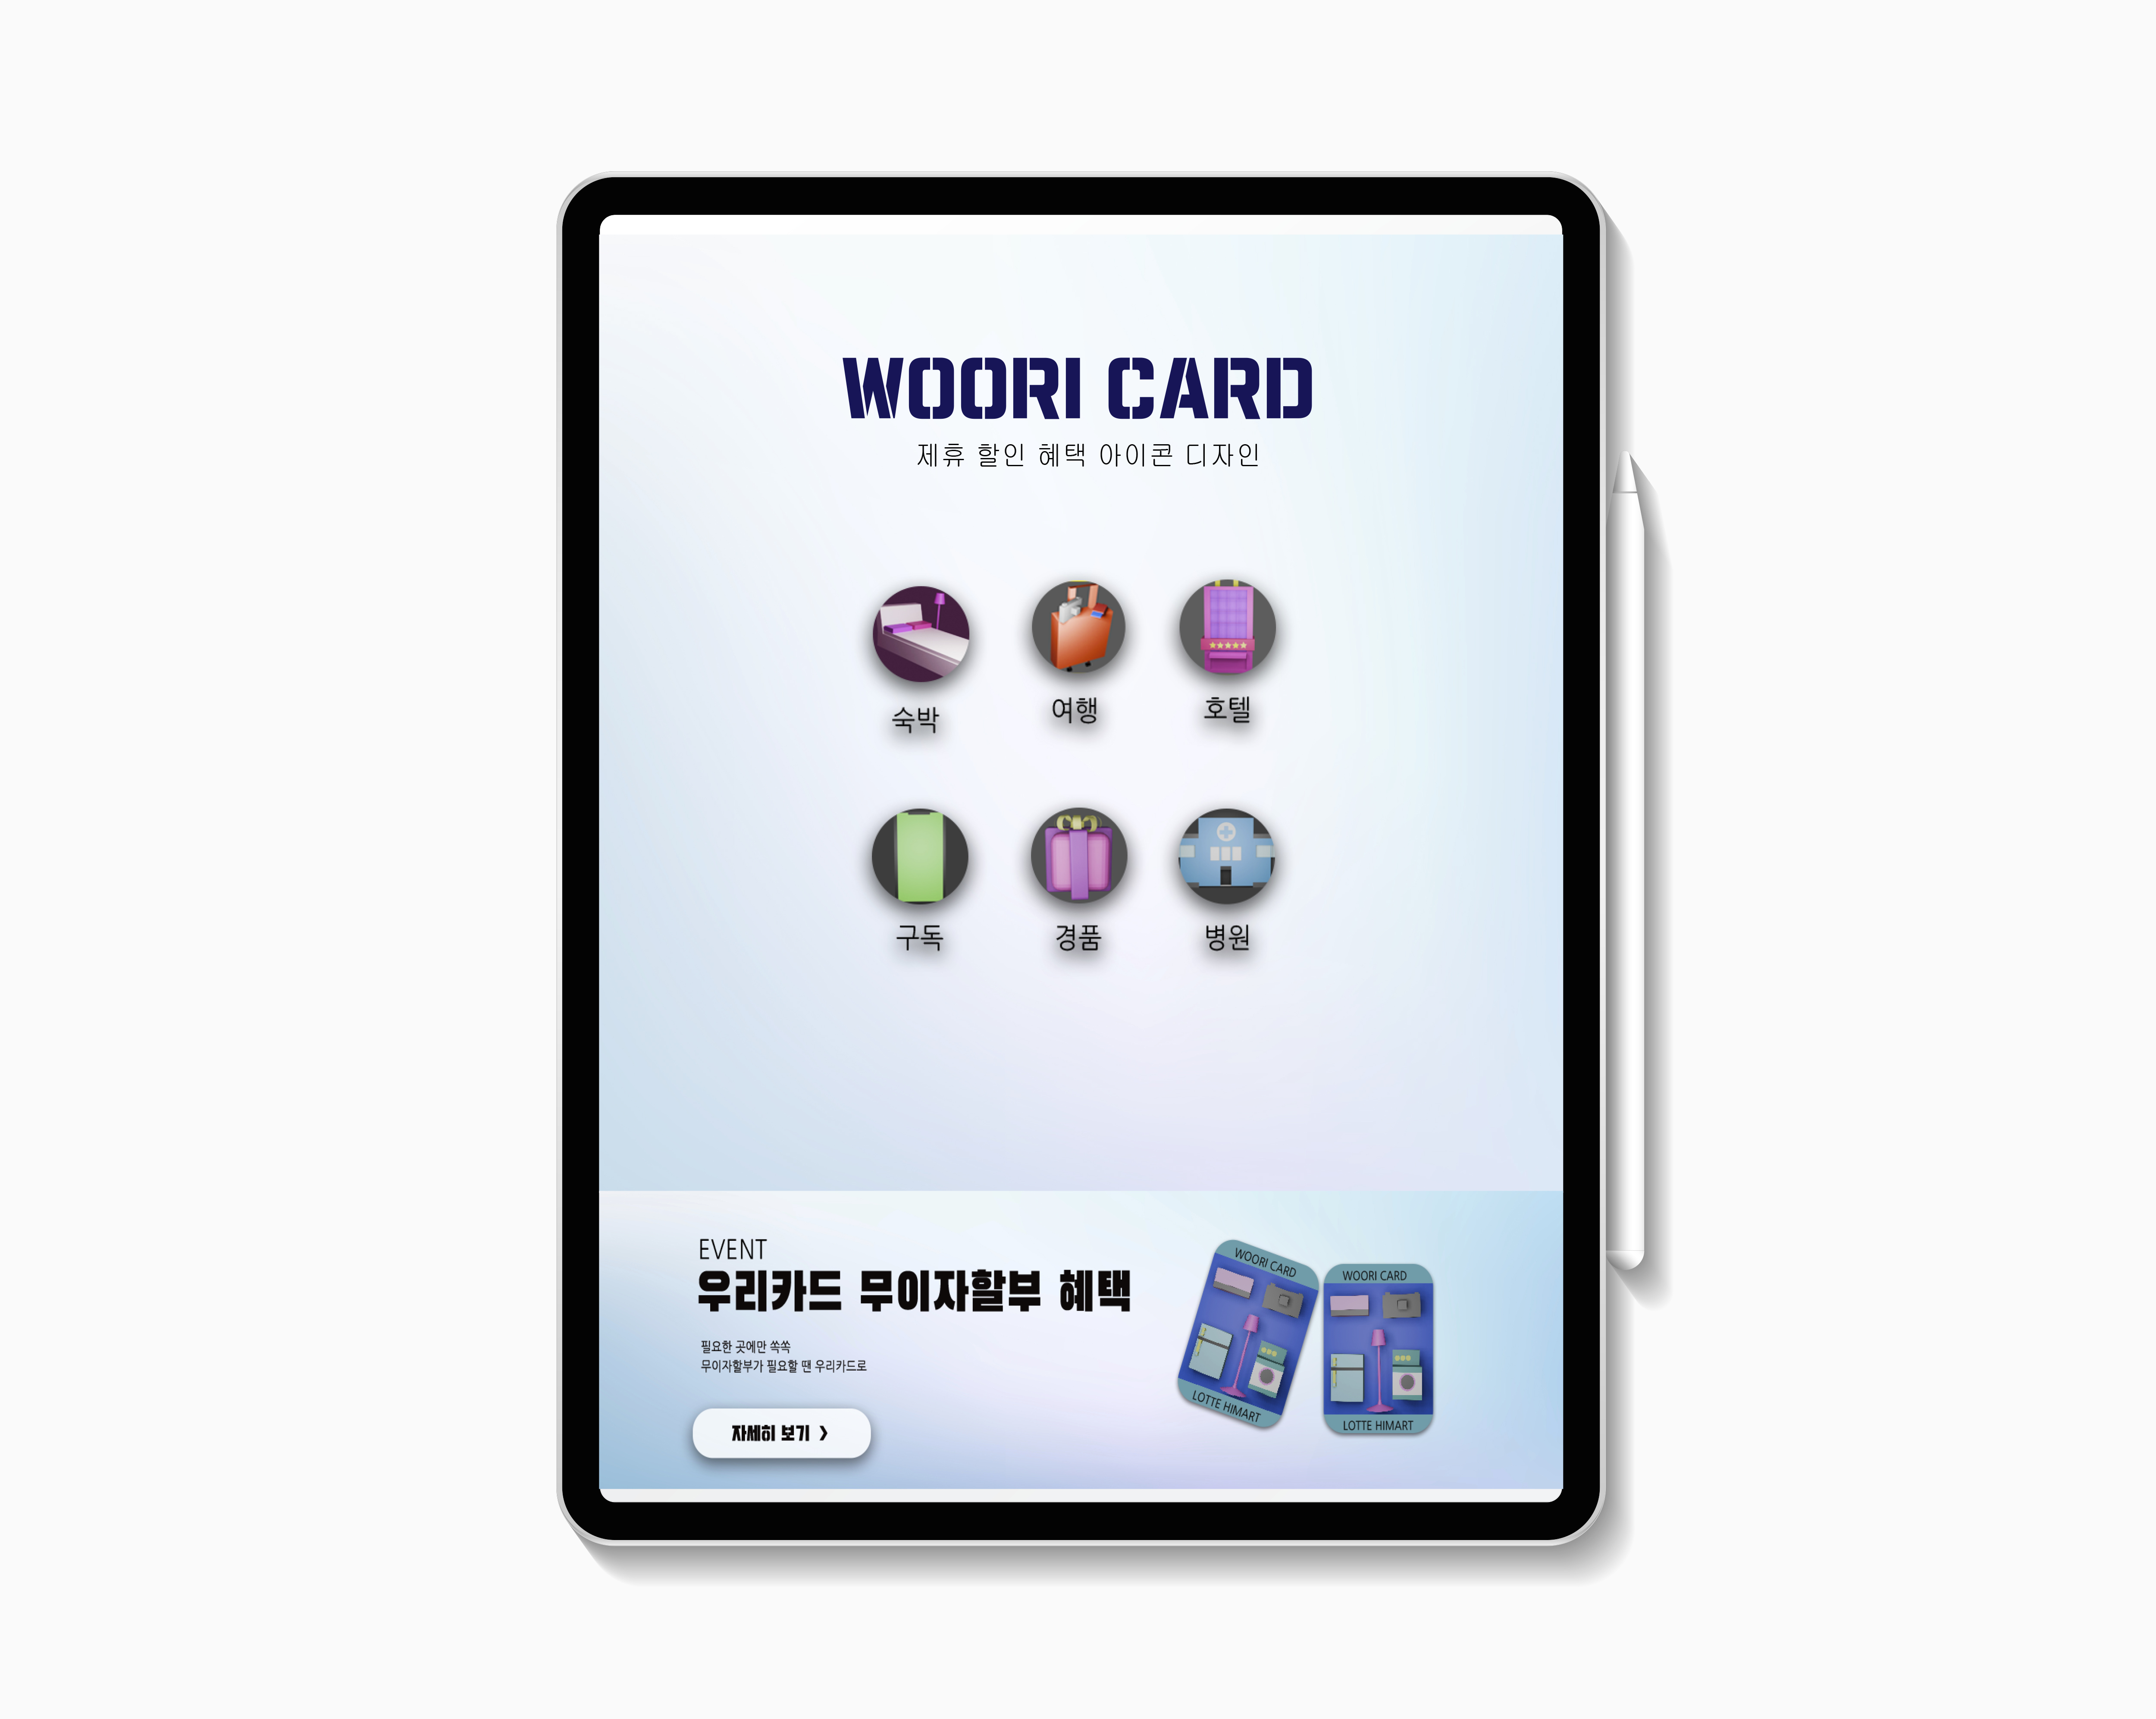 WOORI CARD
제휴 할인 혜택 아이콘 디자인
숙박
여행
호텔
구독
경품
병원
EVENT
우리카드 무이자할부 혜택
필요한 곳에만 쏙쏙
무이자할부가 필요할 땐 우리카드로
자세히 보기 》
WOORI CARD
LOTTE HIMART
WOORI CARD
LOTTE HIMART